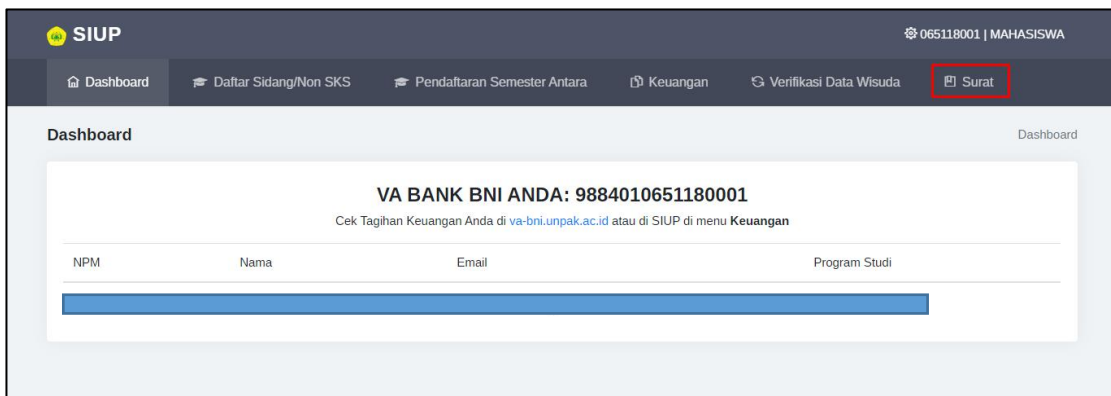 SIUP
065118001 | MAHASISWA
Dashboard Daftar Sidang/Non SKS Pendaftaran Semester Antara Keuangan Verifikasi Data Wisuda Surat
Dashboard
Dashboard
VA BANK BNI ANDA: 9884010651180001
Cek Tagihan Keuangan Anda di va-bni.unpak.ac.id atau di SIUP di menu Keuangan
NPM Nama Email Program Studi